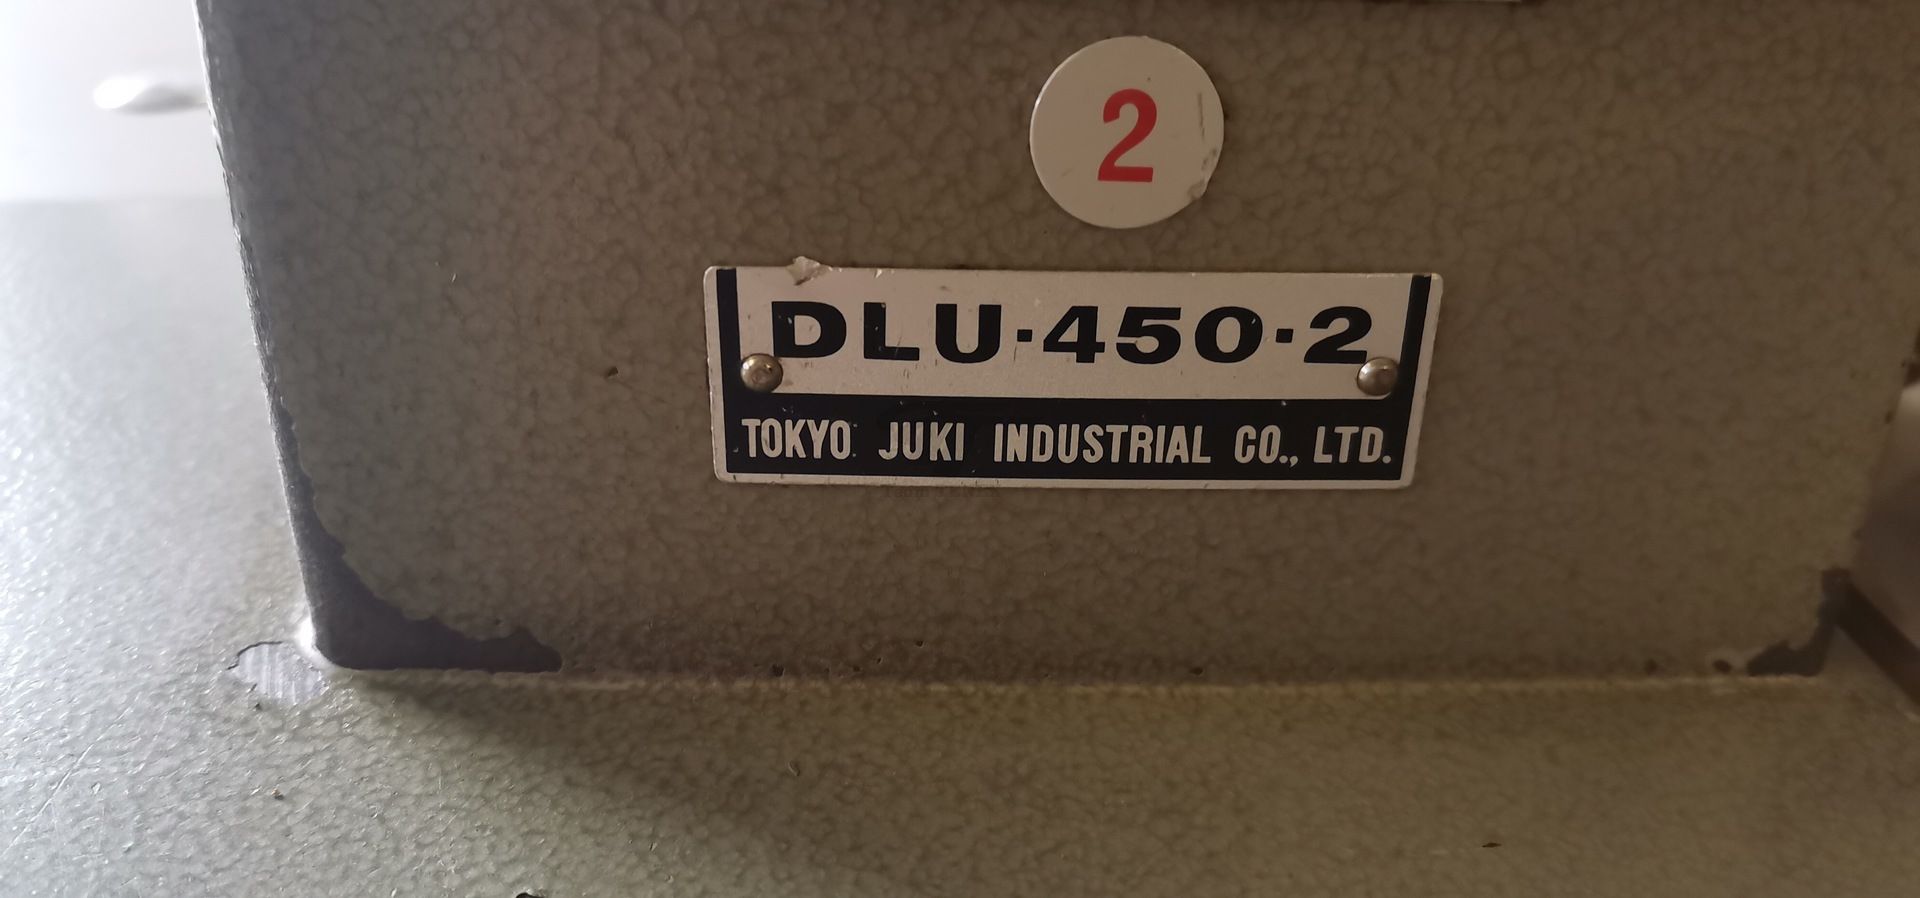 2
DLU·450·2
TOKYO JUKI INDUSTRIAL CO., LTD.